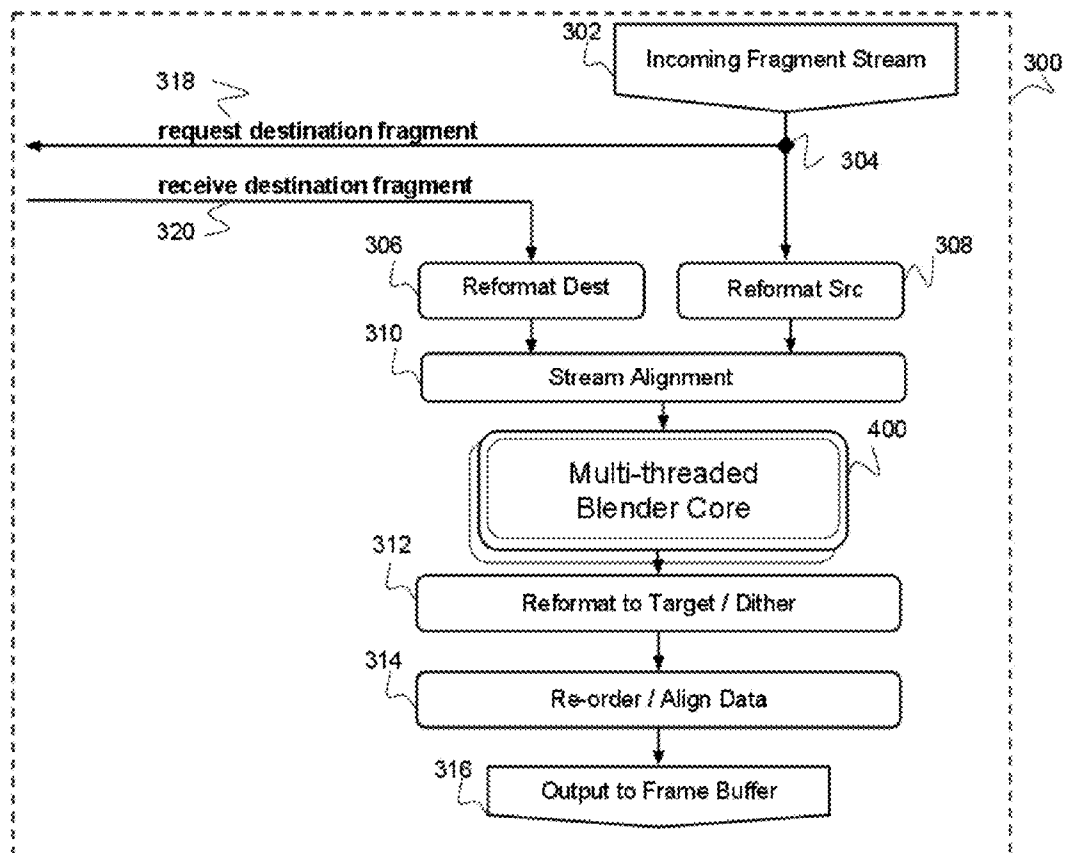 302
Incoming Fragment Stream
300
318
request destination fragment
304
receive destination fragment
320
306
Reformat Dest
308
Reformat Src
310
Stream Alignment
400
Multi-threaded
Blender Core
312
Reformat to Target / Dither
314
Re-order / Align Data
316
Output to Frame Buffer